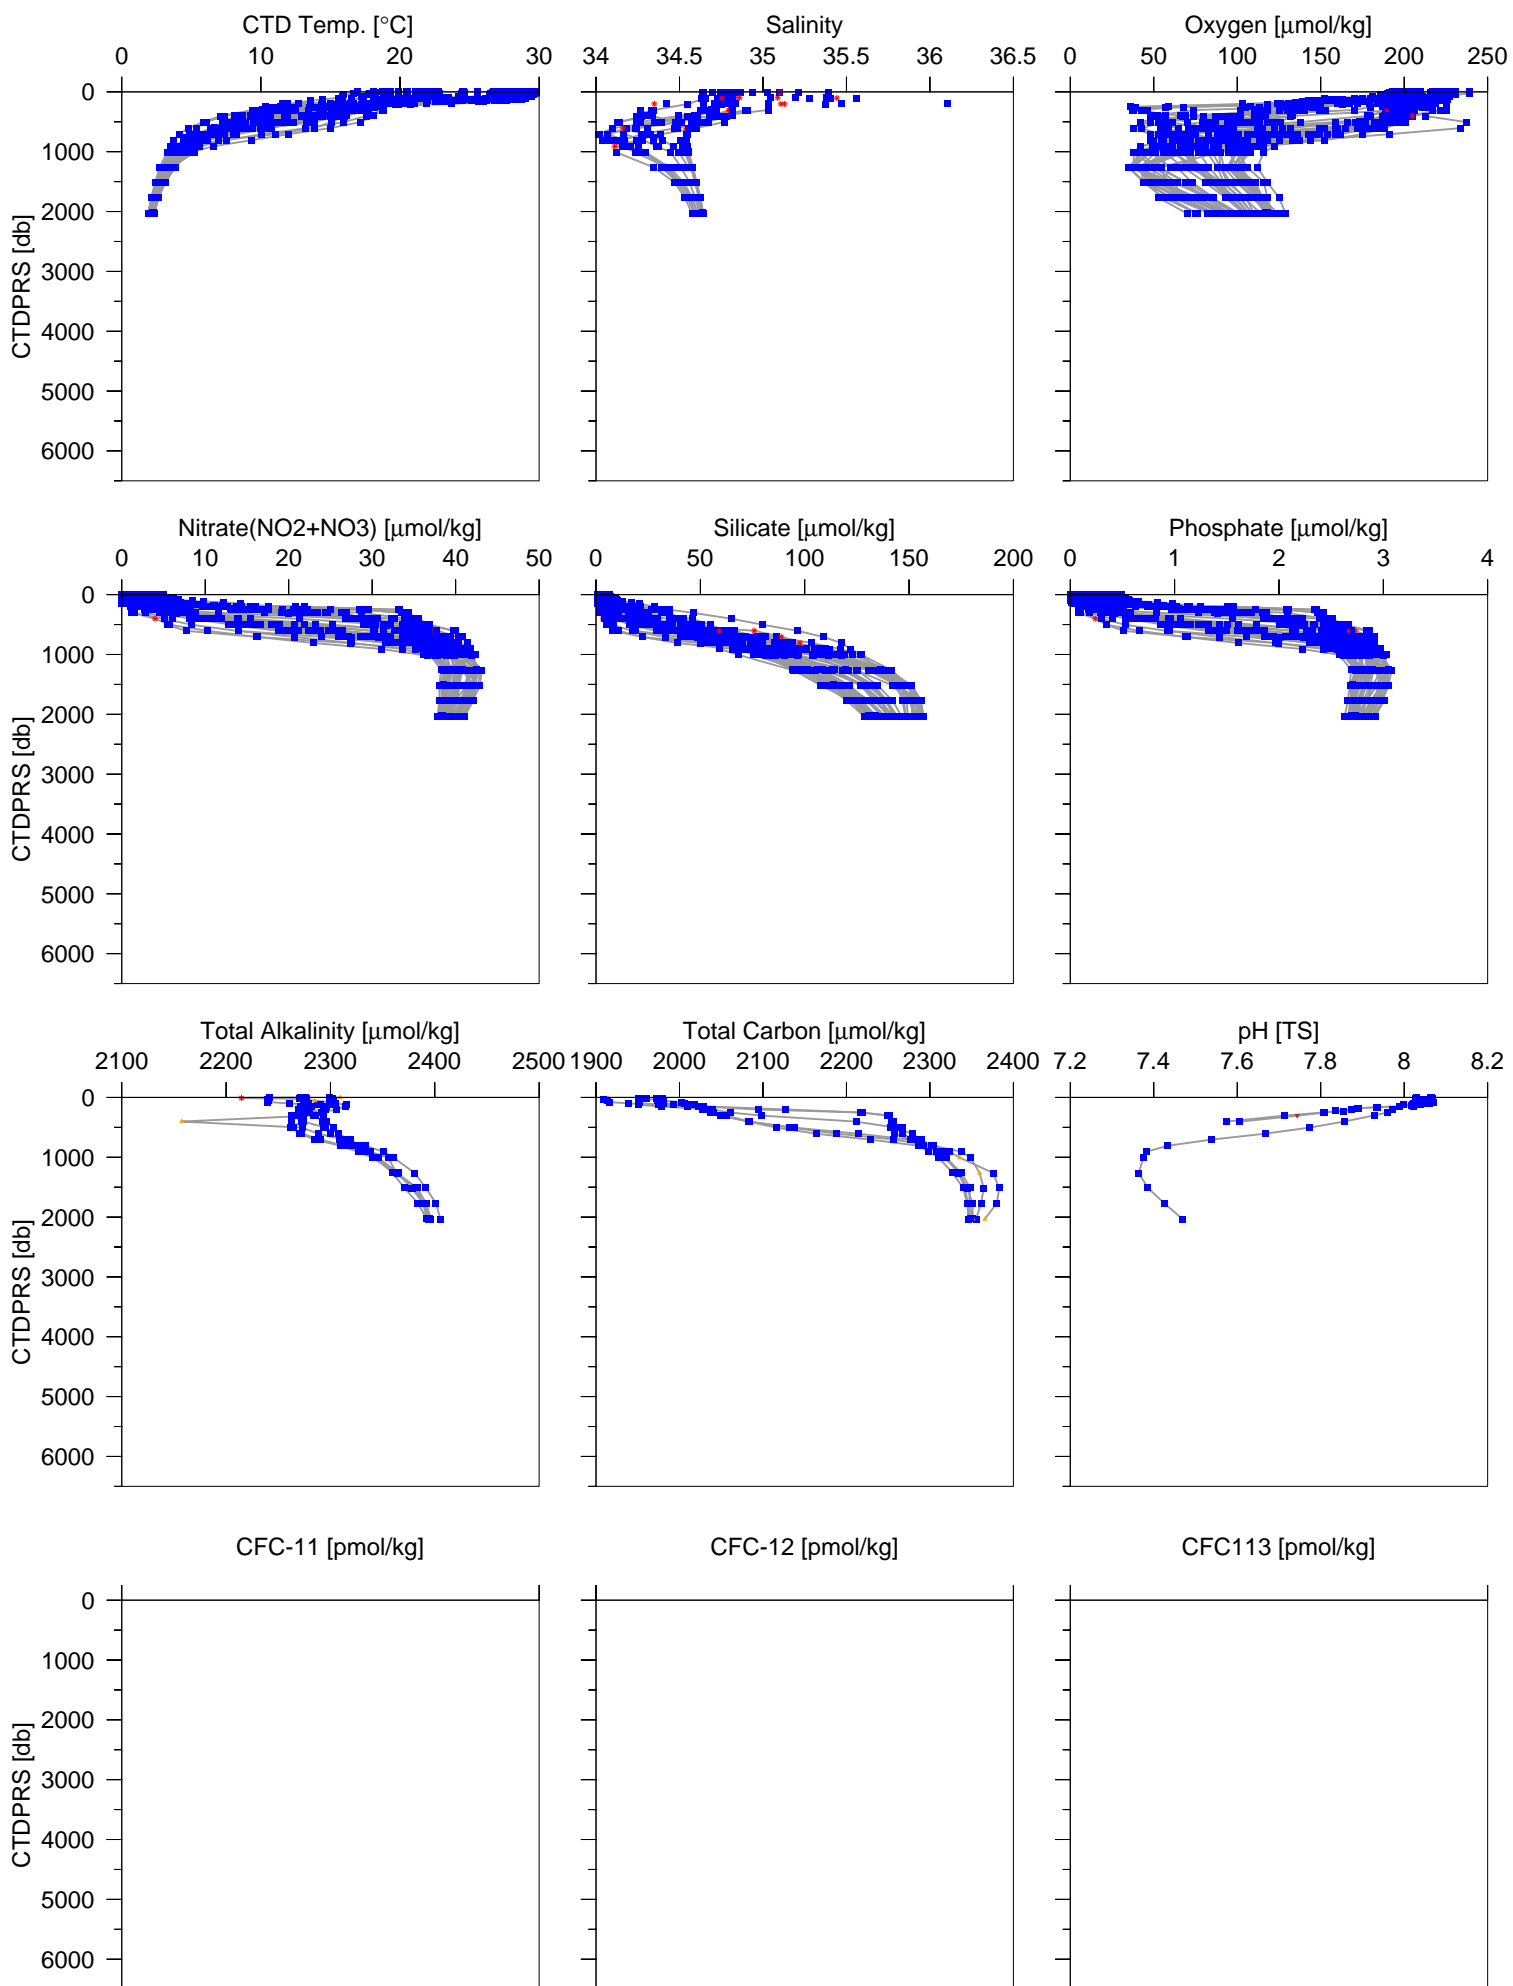 CTD Temp. [°C] Salinity Oxygen [μmol/kg]
0 10 20 30 34 34.5 35 35.5 36 36.5 0 50 100 150 200 250
0
1000
2000
3000
4000
5000
6000
CTDPRS [db]
Nitrate(NO2+NO3) [μmol/kg] Silicate [μmol/kg] Phosphate [μmol/kg]
0 10 20 30 40 50 0 50 100 150 200 0 1 2 3 4
0
1000
2000
3000
4000
5000
6000
CTDPRS [db]
Total Alkalinity [μmol/kg] Total Carbon [μmol/kg] pH [TS]
2100 2200 2300 2400 2500 1900 2000 2100 2200 2300 2400 7.2 7.4 7.6 7.8 8 8.2
0
1000
2000
3000
4000
5000
6000
CTDPRS [db]
CFC-11 [pmol/kg] CFC-12 [pmol/kg] CFC113 [pmol/kg]
0
1000
2000
3000
4000
5000
6000
CTDPRS [db]